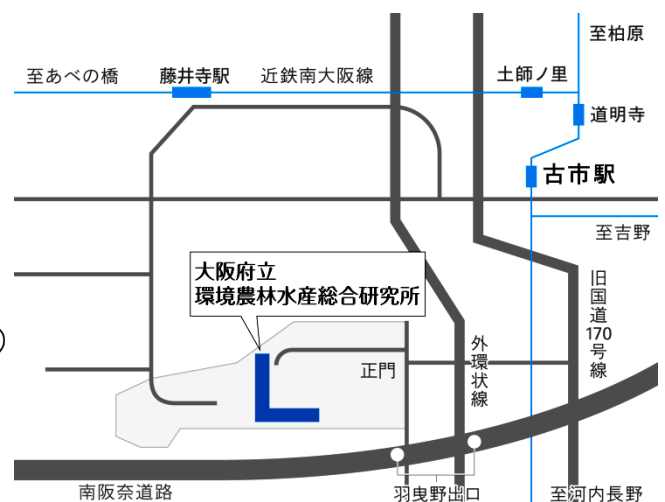 至柏原
至あべの橋
藤井寺駅
近鉄南大阪線
土師ノ里
道明寺
古市駅
至吉野
大阪府立
環境農林水産総合研究所
旧国道170号線
外環状線
正門
南阪奈道路
羽曳野出口
至河内長野